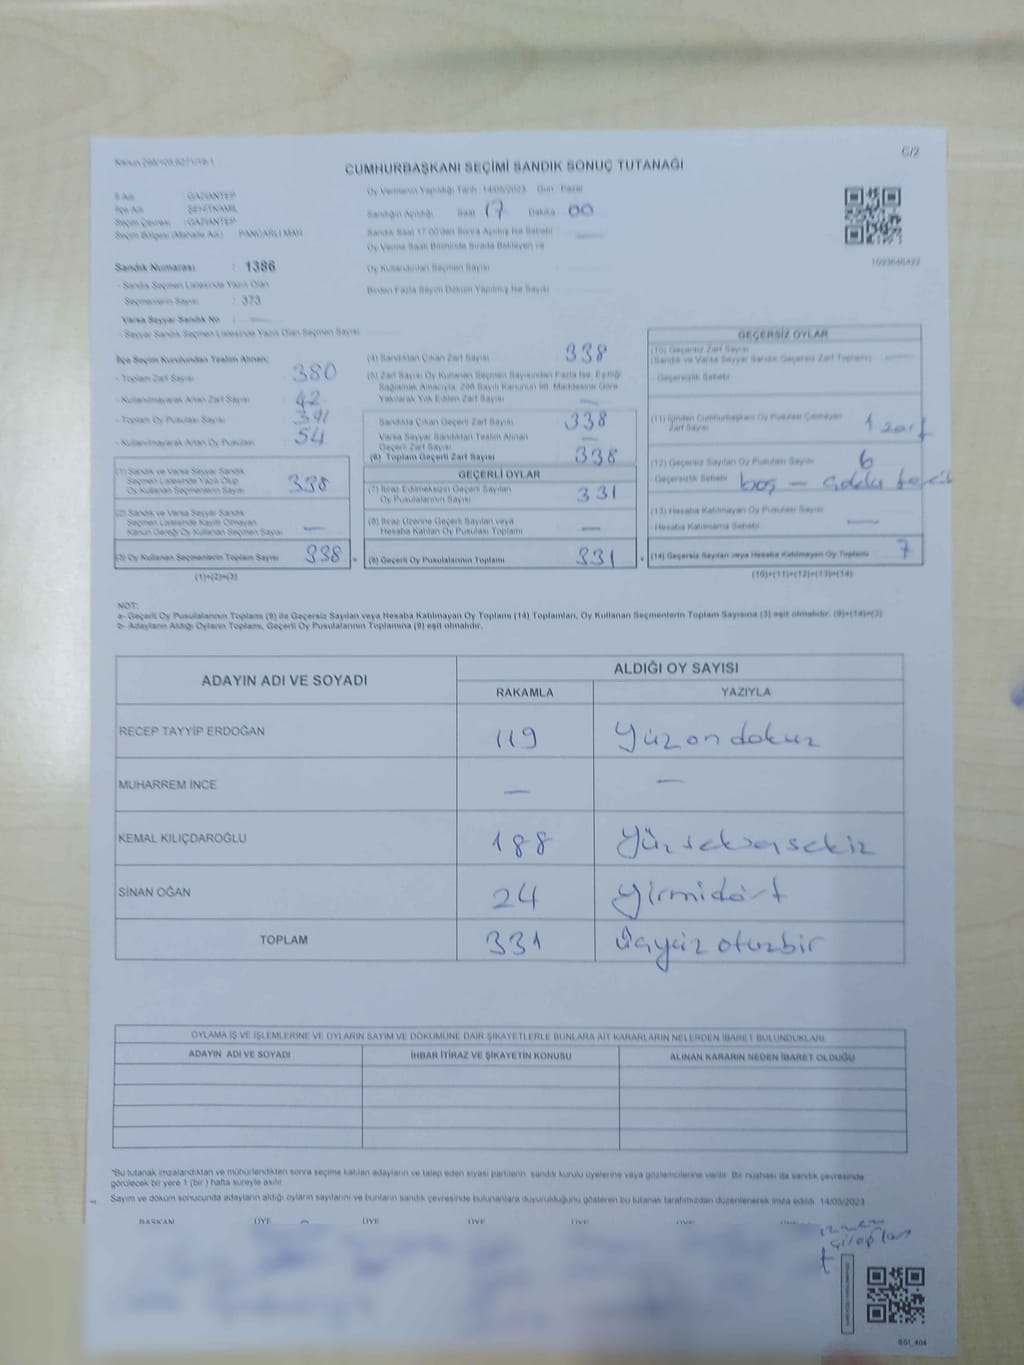 Kanun 298/105,6271/19-1
C/2
CUMHURBAŞKANI SEÇİMİ SANDIK SONUÇ TUTANAĞI
İl Adı : GAZİANTEP
İlçe Adı : ŞEHİTKAMİL
Seçim Çevresi : GAZİANTEP
Seçim Bölgesi (Mahalle Adı) : PANCARLI MAH
Sandık Numarası : 1386
- Sandık Seçmen Listesinde Yazılı Olan
Seçmenlerin Sayısı : 373
Varsa Seyyar Sandık No : —
- Seyyar Sandık Seçmen Listesinde Yazılı Olan Seçmen Sayısı
Oy Vermenin Yapıldığı Tarih : 14/05/2023 Gün : Pazar
Sandığın Açıldığı Saat 17 Dakika 00
Sandık Saat 17:00'den Sonra Açılmış İse Sebebi —
Oy Verme Saati Bitiminde Sırada Bekleyen ve
Oy Kullandırılan Seçmen Sayısı
Birden Fazla Sayım Döküm Yapılmış İse Sayısı
İlçe Seçim Kurulundan Teslim Alınan;
- Toplam Zarf Sayısı 380
- Kullanılmayarak Artan Zarf Sayısı 42
- Toplam Oy Pusulası Sayısı 391
- Kullanılmayarak Artan Oy Pusulası 54
(1) Sandık ve Varsa Seyyar Sandık
Seçmen Listesinde Yazılı Olup
Oy Kullanan Seçmenlerin Sayısı 338
(2) Sandık ve Varsa Seyyar Sandık
Seçmen Listesinde Kayıtlı Olmayan
Kanun Gereği Oy Kullanan Seçmen Sayısı —
(3) Oy Kullanan Seçmenlerin Toplam Sayısı 338
(1)+(2)=(3)
(4) Sandıktan Çıkan Zarf Sayısı 338
(5) Zarf Sayısı Oy Kullanan Seçmen Sayısından Fazla İse, Eşitliği
Sağlamak Amacıyla, 298 Sayılı Kanunun 98. Maddesine Göre
Yakılarak Yok Edilen Zarf Sayısı —
Sandıkta Çıkan Geçerli Zarf Sayısı 338
Varsa Seyyar Sandıktan Teslim Alınan
Geçerli Zarf Sayısı —
(6) Toplam Geçerli Zarf Sayısı 338
GEÇERLİ OYLAR
(7) İtiraz Edilmeksizin Geçerli Sayılan
Oy Pusulalarının Sayısı 331
(8) İtiraz Üzerine Geçerli Sayılan veya
Hesaba Katılan Oy Pusulası Toplamı —
(9) Geçerli Oy Pusulalarının Toplamı 331
GEÇERSİZ OYLAR
(10) Geçersiz Zarf Sayısı
(Sandık ve Varsa Seyyar Sandık Geçersiz Zarf Toplamı) —
- Geçersizlik Sebebi
(11) İçinden Cumhurbaşkanı Oy Pusulası Çıkmayan
Zarf Sayısı 1 zarf
(12) Geçersiz Sayılan Oy Pusulası Sayısı 6
- Geçersizlik Sebebi boş —
(13) Hesaba Katılmayan Oy Pusulası Sayısı —
- Hesaba Katılmama Sebebi
(14) Geçersiz Sayılan veya Hesaba Katılmayan Oy Toplamı 7
(10)+(11)+(12)+(13)=(14)
NOT:
a- Geçerli Oy Pusulalarının Toplamı (9) ile Geçersiz Sayılan veya Hesaba Katılmayan Oy Toplamı (14) Toplamları, Oy Kullanan Seçmenlerin Toplam Sayısına (3) eşit olmalıdır. (9)+(14)=(3)
b- Adayların Aldığı Oyların Toplamı, Geçerli Oy Pusulalarının Toplamına (9) eşit olmalıdır.
ADAYIN ADI VE SOYADI
ALDIĞI OY SAYISI
RAKAMLA YAZIYLA
RECEP TAYYİP ERDOĞAN 119 Yüz on dokuz
MUHARREM İNCE — —
KEMAL KILIÇDAROĞLU 188 Yüz seksen sekiz
SİNAN OĞAN 24 Yirmidört
TOPLAM 331 Üçyüz otuzbir
OYLAMA İŞ VE İŞLEMLERİNE VE OYLARIN SAYIM VE DÖKÜMÜNE DAİR ŞİKAYETLERLE BUNLARA AİT KARARLARIN NELERDEN İBARET BULUNDUKLARI
ADAYIN ADI VE SOYADI İHBAR İTİRAZ VE ŞİKAYETİN KONUSU ALINAN KARARIN NEDEN İBARET OLDUĞU
*Bu tutanak imzalandıktan ve mühürlendikten sonra seçime katılan adayların ve talep eden siyasi partilerin sandık kurulu üyelerine veya gözlemcilerine verilir. Bir nüshası da sandık çevresinde
görülecek bir yere 1 (bir ) hafta süreyle asılır.
Sayım ve döküm sonucunda adayların aldığı oyların sayılarını ve bunların sandık çevresinde bulunanlara duyurulduğunu gösteren bu tutanak tarafımızdan düzenlenerek imza edildi. 14/05/2023
BAŞKAN ÜYE ÜYE ÜYE ÜYE ÜYE